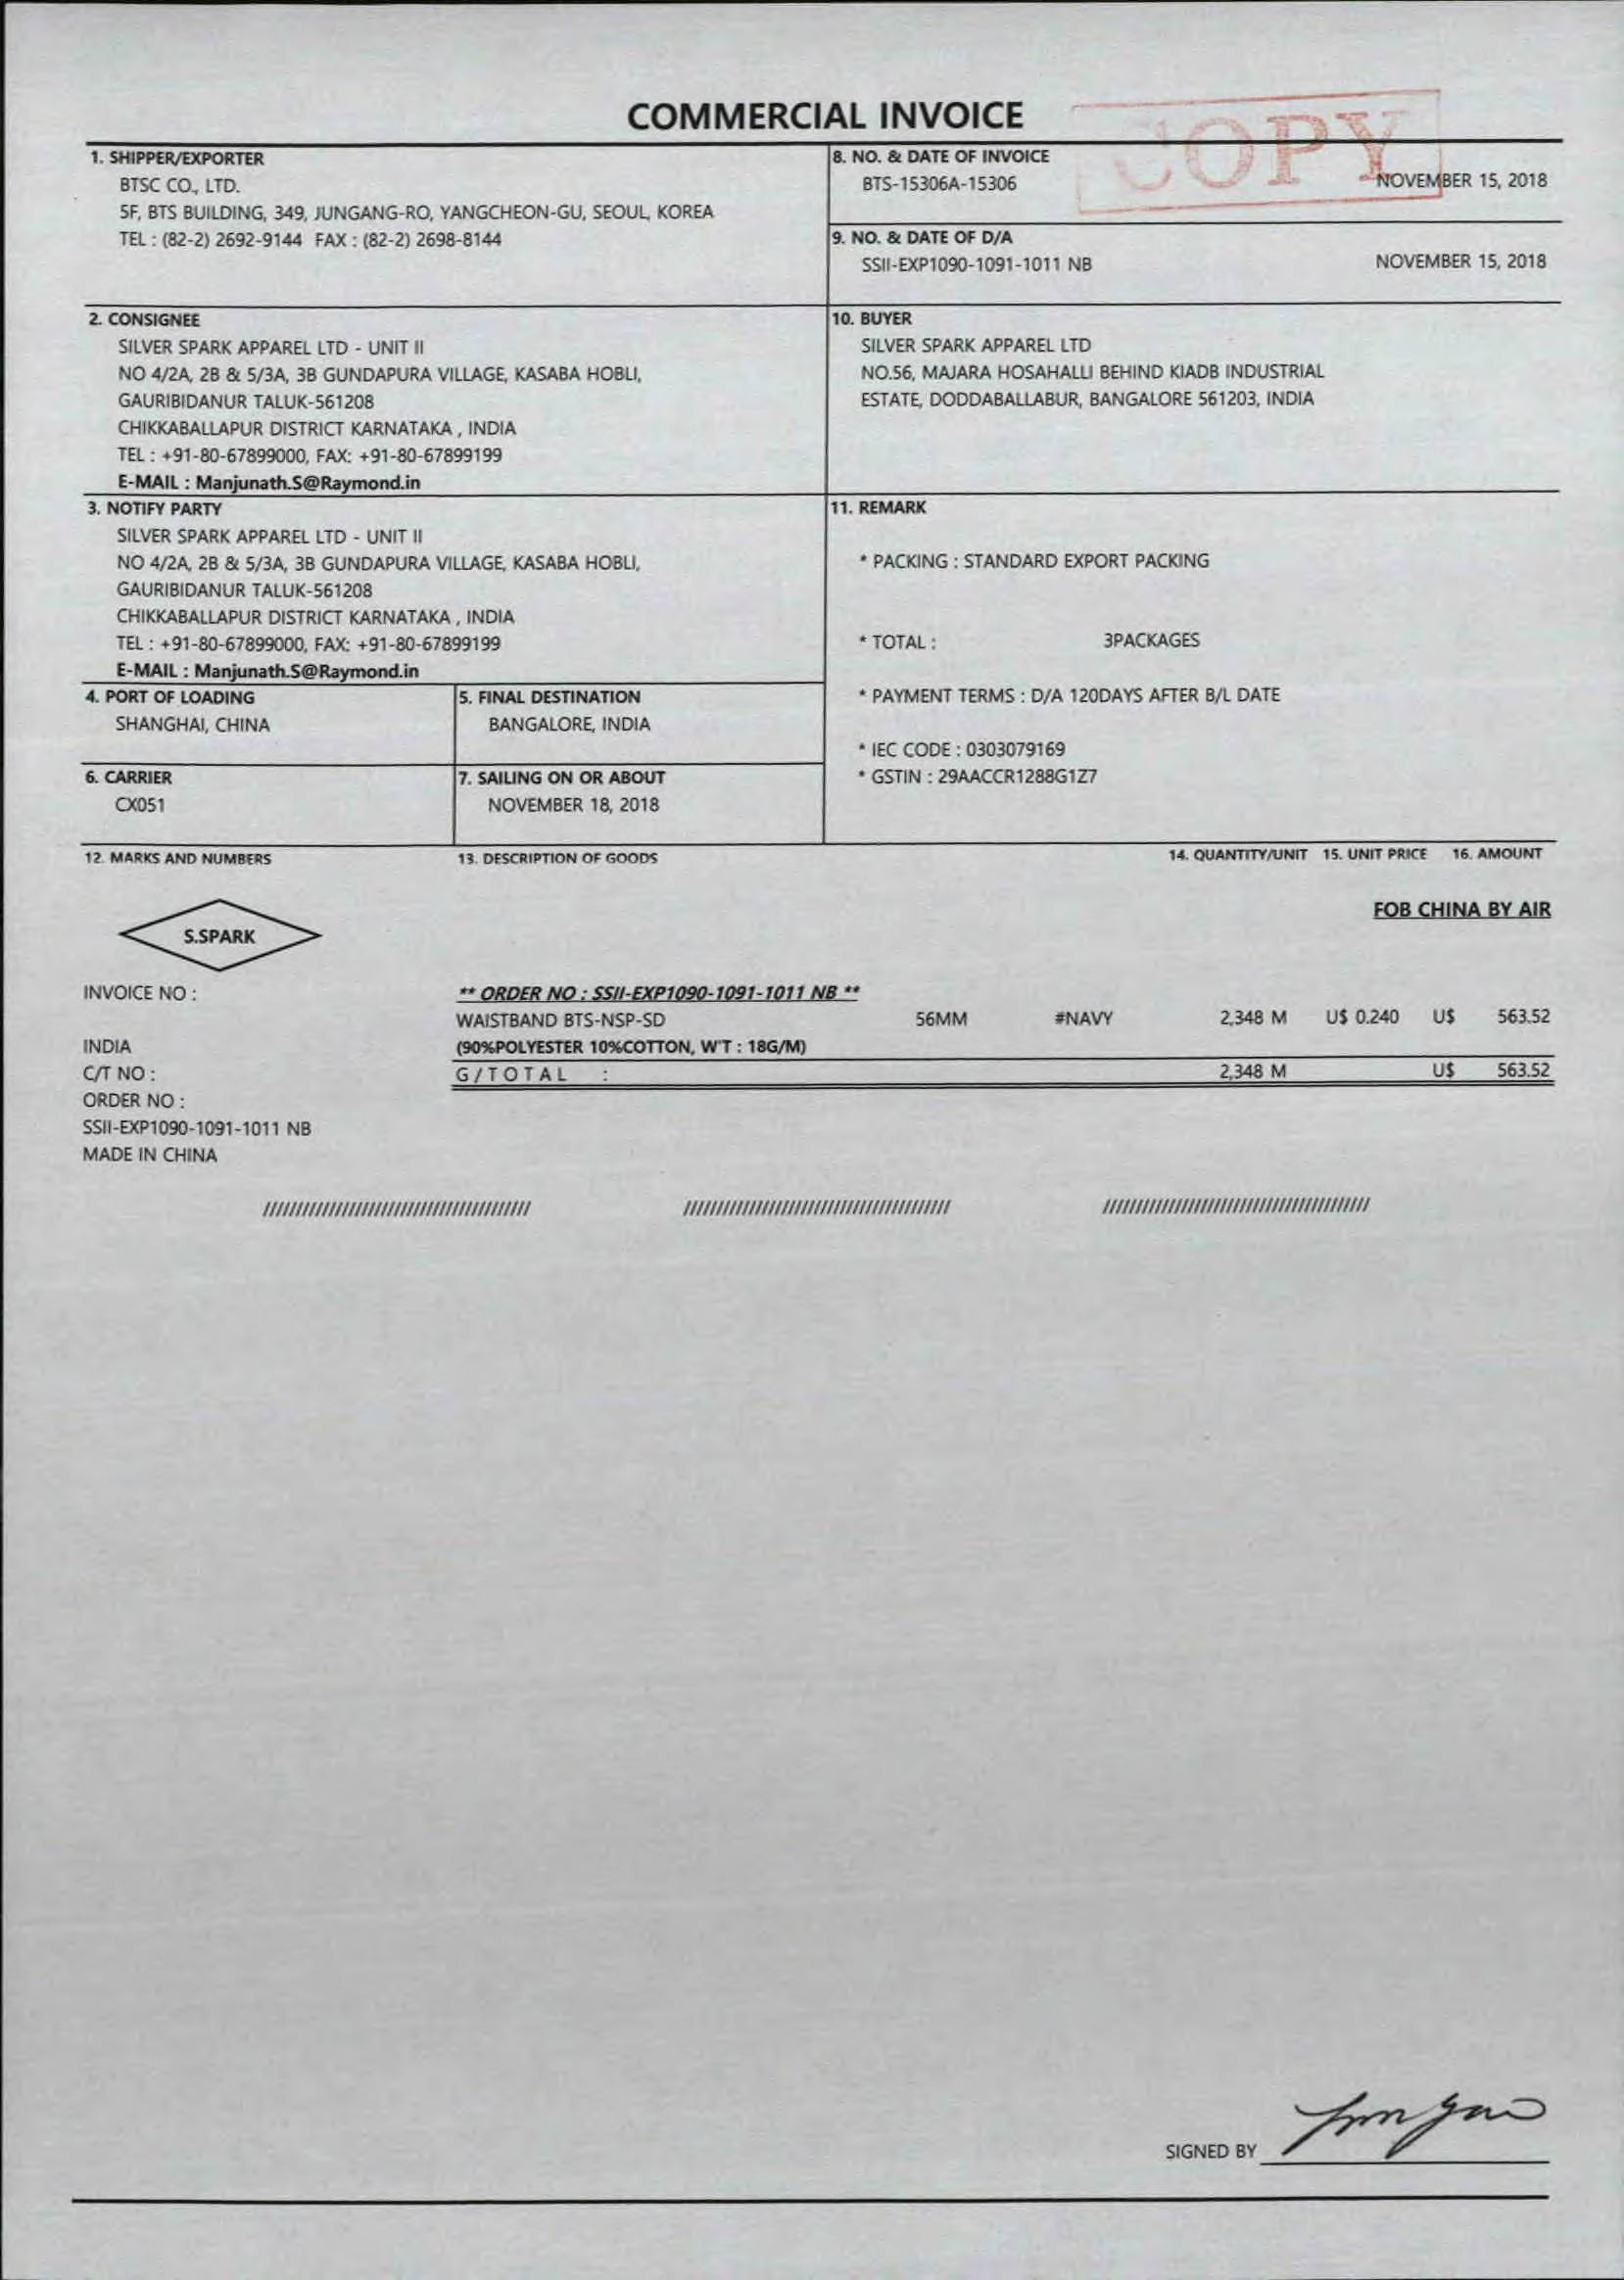 COMMERCIAL INVOICE
COPY
1. SHIPPER/EXPORTER
BTSC CO., LTD.
5F, BTS BUILDING, 349, JUNGANG-RO, YANGCHEON-GU, SEOUL, KOREA
TEL : (82-2) 2692-9144 FAX : (82-2) 2698-8144
8. NO. & DATE OF INVOICE
BTS-15306A-15306 NOVEMBER 15, 2018
9. NO. & DATE OF D/A
SSII-EXP1090-1091-1011 NB NOVEMBER 15, 2018
2. CONSIGNEE
SILVER SPARK APPAREL LTD - UNIT II
NO 4/2A, 2B & 5/3A, 3B GUNDAPURA VILLAGE, KASABA HOBLI,
GAURIBIDANUR TALUK-561208
CHIKKABALLAPUR DISTRICT KARNATAKA , INDIA
TEL : +91-80-67899000, FAX: +91-80-67899199
E-MAIL : Manjunath.S@Raymond.in
10. BUYER
SILVER SPARK APPAREL LTD
NO.56, MAJARA HOSAHALLI BEHIND KIADB INDUSTRIAL
ESTATE, DODDABALLABUR, BANGALORE 561203, INDIA
3. NOTIFY PARTY
SILVER SPARK APPAREL LTD - UNIT II
NO 4/2A, 2B & 5/3A, 3B GUNDAPURA VILLAGE, KASABA HOBLI,
GAURIBIDANUR TALUK-561208
CHIKKABALLAPUR DISTRICT KARNATAKA , INDIA
TEL : +91-80-67899000, FAX: +91-80-67899199
E-MAIL : Manjunath.S@Raymond.in
11. REMARK
* PACKING : STANDARD EXPORT PACKING
* TOTAL : 3PACKAGES
* PAYMENT TERMS : D/A 120DAYS AFTER B/L DATE
* IEC CODE : 0303079169
* GSTIN : 29AACCR1288G1Z7
4. PORT OF LOADING
SHANGHAI, CHINA
5. FINAL DESTINATION
BANGALORE, INDIA
6. CARRIER
CX051
7. SAILING ON OR ABOUT
NOVEMBER 18, 2018
12. MARKS AND NUMBERS 13. DESCRIPTION OF GOODS 14. QUANTITY/UNIT 15. UNIT PRICE 16. AMOUNT
FOB CHINA BY AIR
S.SPARK
INVOICE NO : ** ORDER NO : SSII-EXP1090-1091-1011 NB **
WAISTBAND BTS-NSP-SD 56MM #NAVY 2,348 M U$ 0.240 U$ 563.52
INDIA (90%POLYESTER 10%COTTON, W'T : 18G/M)
C/T NO : G/TOTAL : 2,348 M U$ 563.52
ORDER NO :
SSII-EXP1090-1091-1011 NB
MADE IN CHINA
SIGNED BY